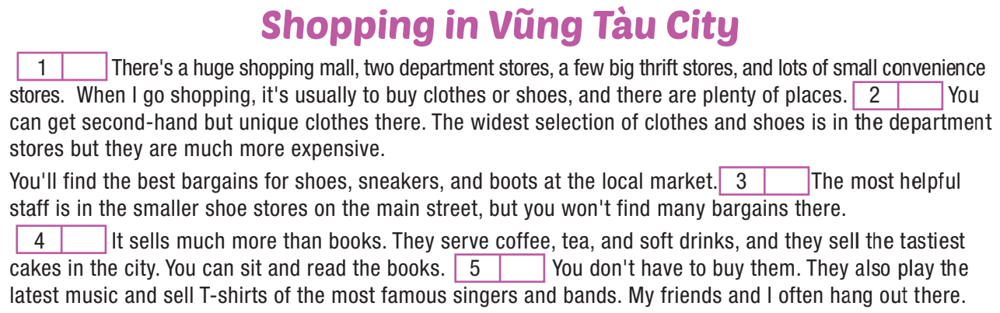 Shopping in Vũng Tàu City
1 There's a huge shopping mall, two department stores, a few big thrift stores, and lots of small convenience
stores. When I go shopping, it's usually to buy clothes or shoes, and there are plenty of places. 2 You
can get second-hand but unique clothes there. The widest selection of clothes and shoes is in the department
stores but they are much more expensive.
You'll find the best bargains for shoes, sneakers, and boots at the local market. 3 The most helpful
staff is in the smaller shoe stores on the main street, but you won't find many bargains there.
4 It sells much more than books. They serve coffee, tea, and soft drinks, and they sell the tastiest
cakes in the city. You can sit and read the books. 5 You don't have to buy them. They also play the
latest music and sell T-shirts of the most famous singers and bands. My friends and I often hang out there.